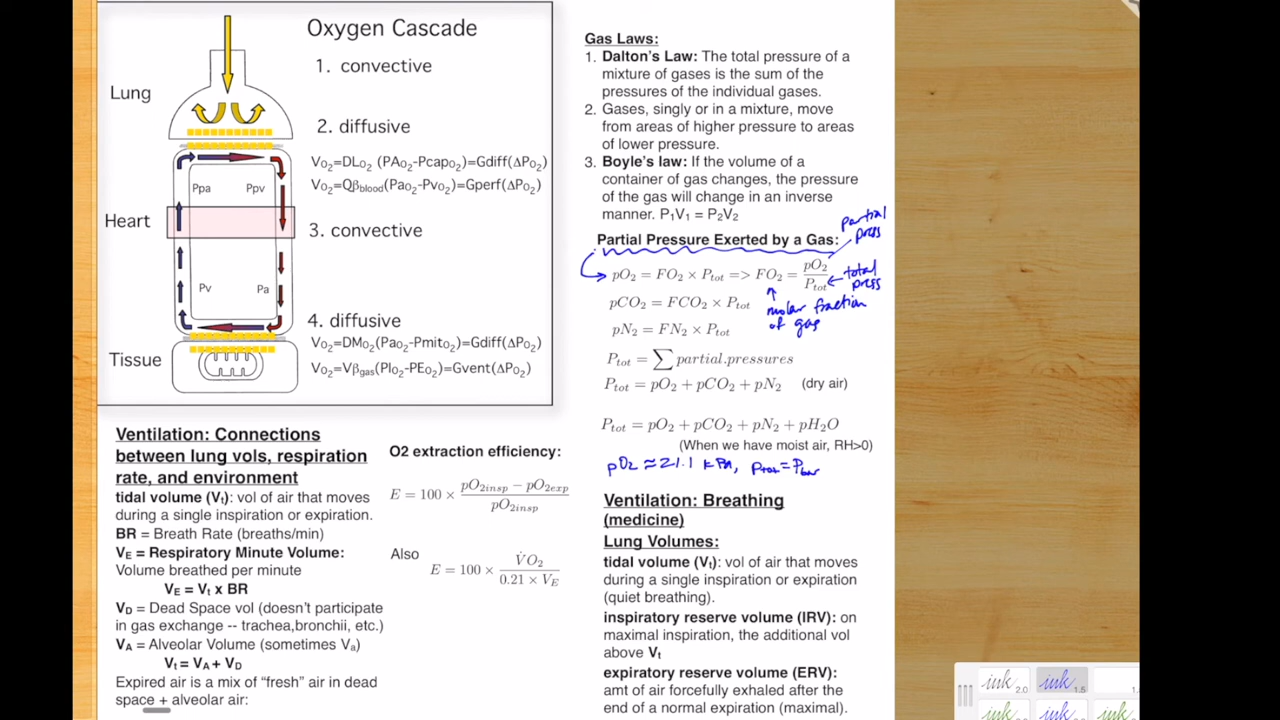 Oxygen Cascade
1. convective
Lung
2. diffusive
Vo₂=DLo₂ (PAo₂-Pcapo₂)=Gdiff(ΔPo₂)
Vo₂=Qβblood(Pao₂-Pvo₂)=Gperf(ΔPo₂)
Ppa Ppv
Heart
3. convective
Pv Pa
4. diffusive
Vo₂=DMo₂(Pao₂-Pmito₂)=Gdiff(ΔPo₂)
Tissue
Vo₂=Vβgas(PIo₂-PEo₂)=Gvent(ΔPo₂)
Ventilation: Connections
between lung vols, respiration
rate, and environment
tidal volume (Vt): vol of air that moves
during a single inspiration or expiration.
BR = Breath Rate (breaths/min)
VE = Respiratory Minute Volume:
Volume breathed per minute
VE = Vt x BR
VD = Dead Space vol (doesn't participate
in gas exchange -- trachea,bronchii, etc.)
VA = Alveolar Volume (sometimes Va)
Vt = VA + VD
Expired air is a mix of "fresh" air in dead
space + alveolar air:
O2 extraction efficiency:
E = 100 × (pO2insp − pO2exp) / pO2insp
Also
E = 100 × V̇O2 / (0.21 × VE)
Gas Laws:
1. Dalton's Law: The total pressure of a
mixture of gases is the sum of the
pressures of the individual gases.
2. Gases, singly or in a mixture, move
from areas of higher pressure to areas
of lower pressure.
3. Boyle's law: If the volume of a
container of gas changes, the pressure
of the gas will change in an inverse
manner. P₁V₁ = P₂V₂
partial
press
Partial Pressure Exerted by a Gas:
pO2 = FO2 × Ptot => FO2 = pO2 / Ptot
total
press
pCO2 = FCO2 × Ptot
molar fraction
of gas
pN2 = FN2 × Ptot
Ptot = ∑ partial.pressures
Ptot = pO2 + pCO2 + pN2 (dry air)
Ptot = pO2 + pCO2 + pN2 + pH2O
(When we have moist air, RH>0)
pO2 ≈ 21.1 kPa, Ptot = Pbar
Ventilation: Breathing
(medicine)
Lung Volumes:
tidal volume (Vt): vol of air that moves
during a single inspiration or expiration
(quiet breathing).
inspiratory reserve volume (IRV): on
maximal inspiration, the additional vol
above Vt
expiratory reserve volume (ERV):
amt of air forcefully exhaled after the
end of a normal expiration (maximal).
ink 2.0 ink 1.5 1.
ink ink ink